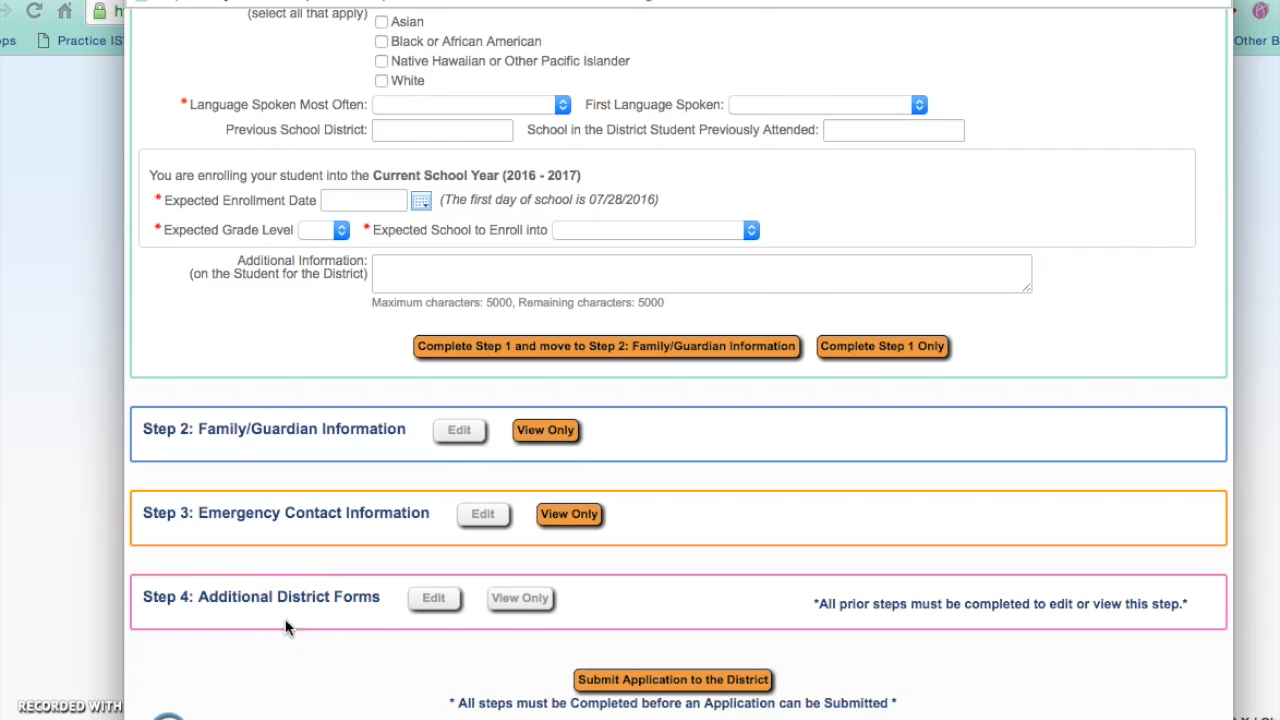 h
ops Practice IS Other B
(select all that apply)
Asian
Black or African American
Native Hawaiian or Other Pacific Islander
White
*Language Spoken Most Often: First Language Spoken:
Previous School District: School in the District Student Previously Attended:
You are enrolling your student into the Current School Year (2016 - 2017)
*Expected Enrollment Date (The first day of school is 07/28/2016)
*Expected Grade Level *Expected School to Enroll into
Additional Information:
(on the Student for the District)
Maximum characters: 5000, Remaining characters: 5000
Complete Step 1 and move to Step 2: Family/Guardian Information Complete Step 1 Only
Step 2: Family/Guardian Information Edit View Only
Step 3: Emergency Contact Information Edit View Only
Step 4: Additional District Forms Edit View Only *All prior steps must be completed to edit or view this step.*
Submit Application to the District
* All steps must be Completed before an Application can be Submitted *
RECORDED WITH